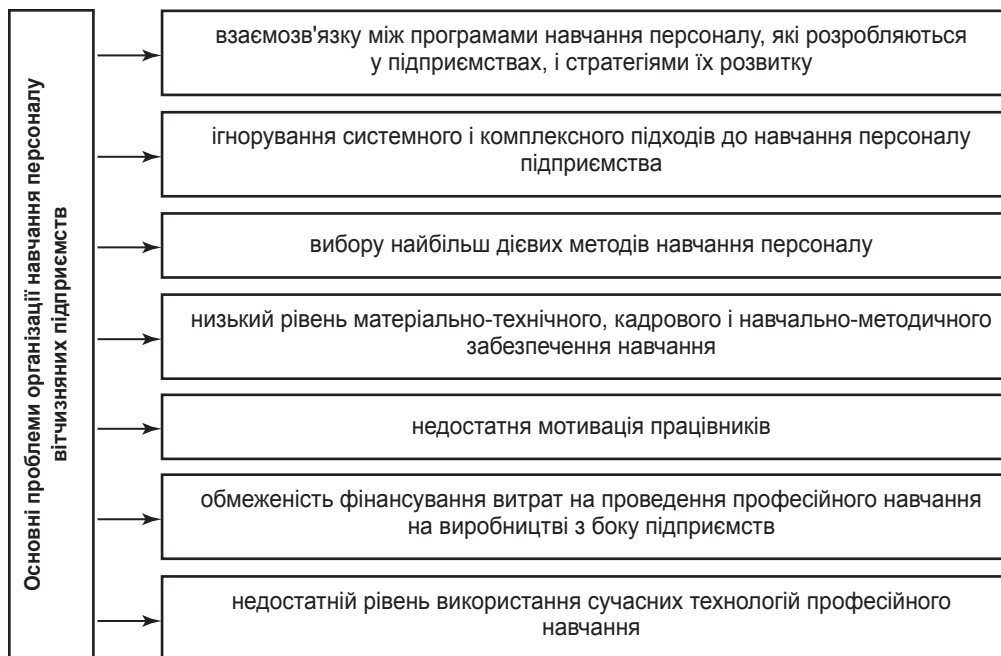 Основні проблеми організації навчання персоналу
вітчизняних підприємств
взаємозв'язку між програмами навчання персоналу, які розробляються
у підприємствах, і стратегіями їх розвитку
ігнорування системного і комплексного підходів до навчання персоналу
підприємства
вибору найбільш дієвих методів навчання персоналу
низький рівень матеріально-технічного, кадрового і навчально-методичного
забезпечення навчання
недостатня мотивація працівників
обмеженість фінансування витрат на проведення професійного навчання
на виробництві з боку підприємств
недостатній рівень використання сучасних технологій професійного
навчання